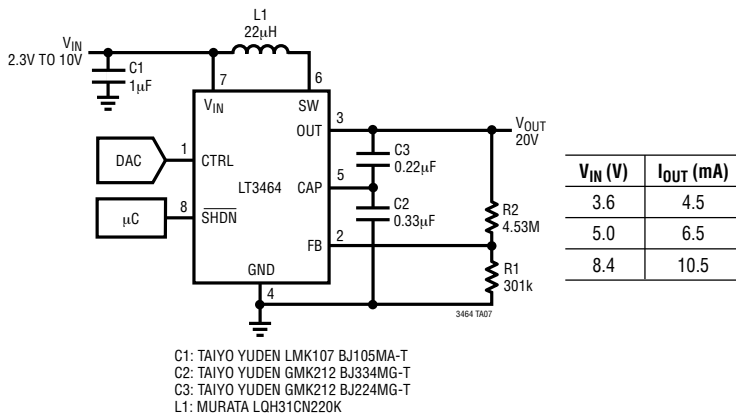 L1
22µH
VIN
2.3V TO 10V
C1
1µF
7
6
VIN
SW
OUT
3
VOUT
20V
DAC
1
CTRL
C3
0.22µF
LT3464
CAP
5
µC
8
SHDN
C2
0.33µF
R2
4.53M
FB
2
GND
R1
301k
4
3464 TA07
VIN (V) IOUT (mA)
3.6 4.5
5.0 6.5
8.4 10.5
C1: TAIYO YUDEN LMK107 BJ105MA-T
C2: TAIYO YUDEN GMK212 BJ334MG-T
C3: TAIYO YUDEN GMK212 BJ224MG-T
L1: MURATA LQH31CN220K